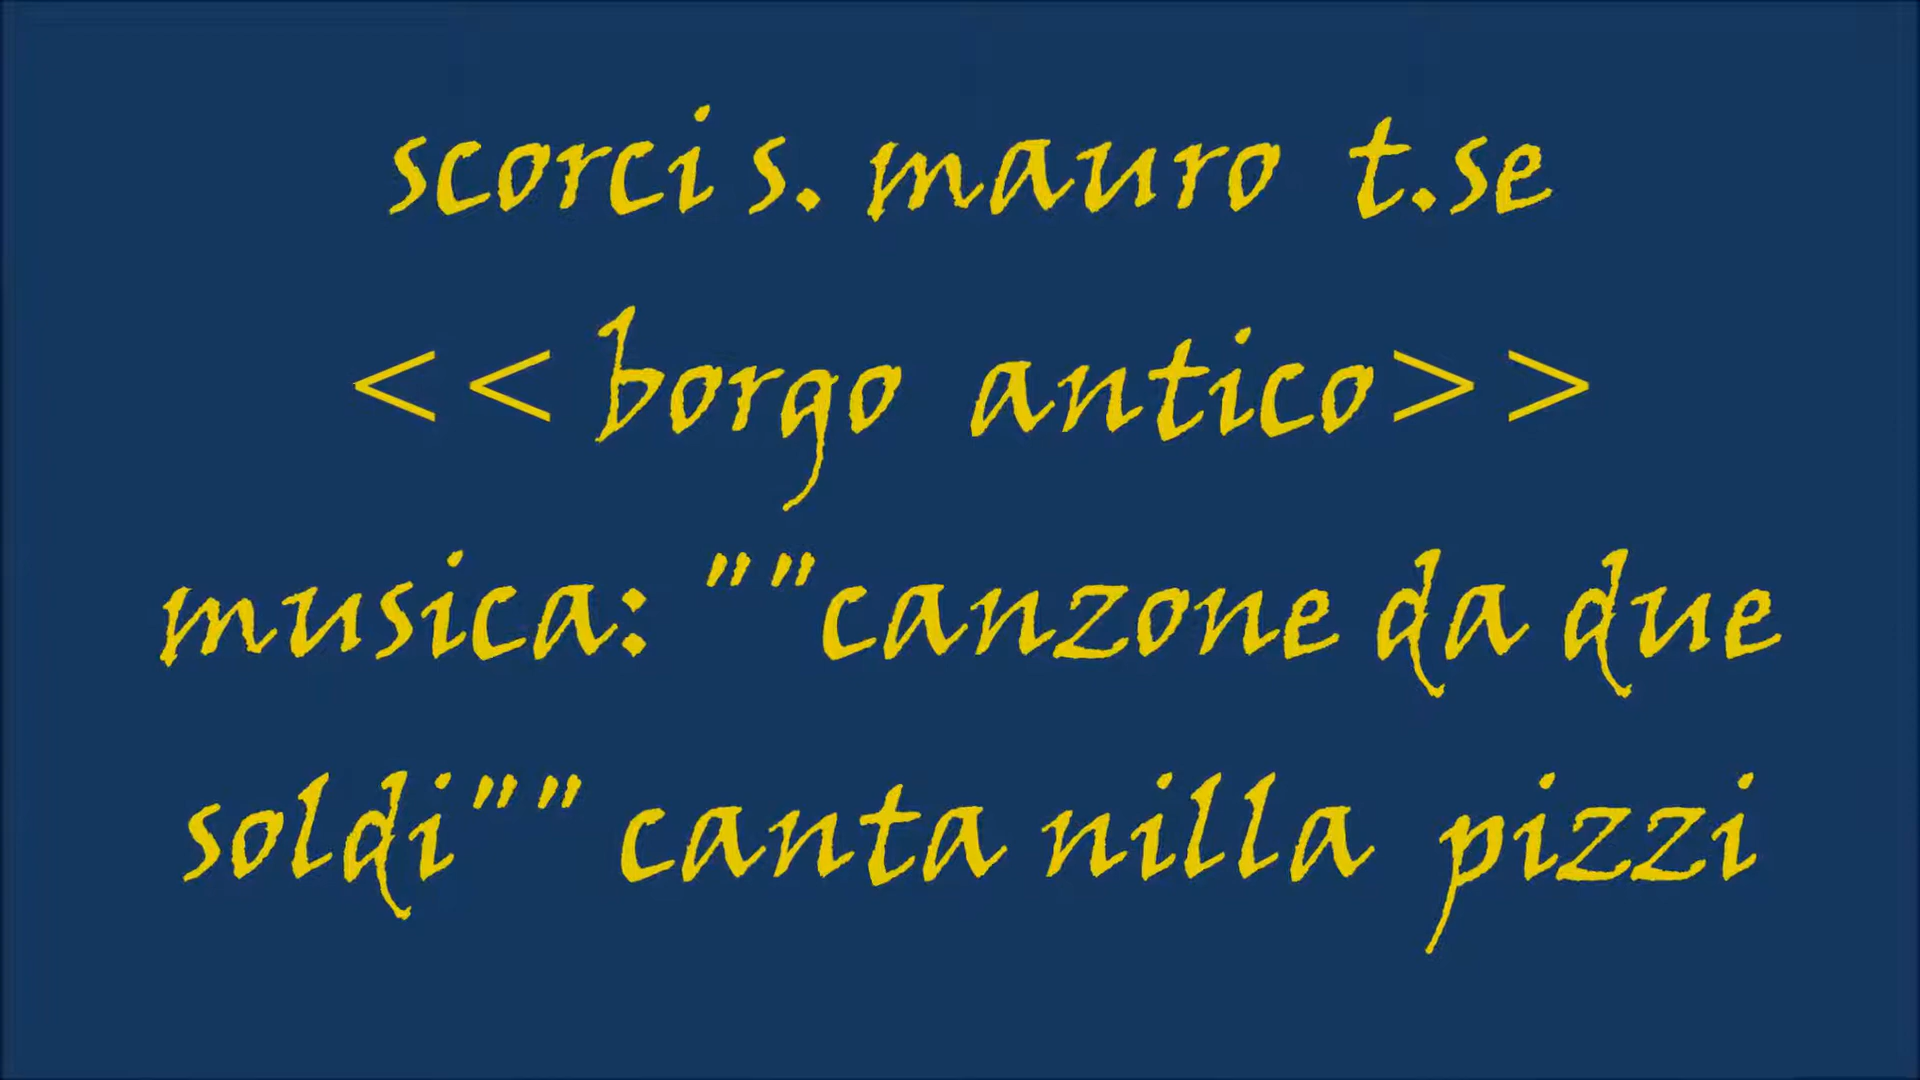 scorci s. mauro t.se
<< borgo antico>>
musica: ""canzone da due
soldi"" canta nilla pizzi